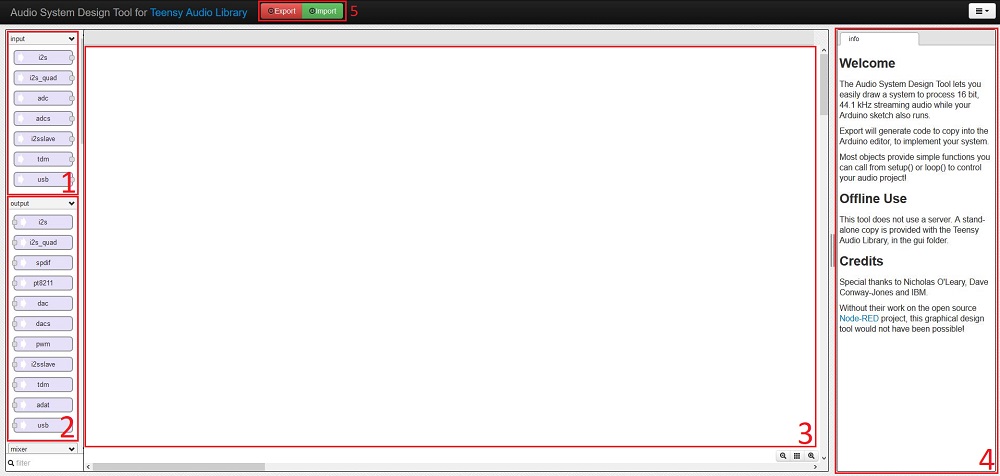 Audio System Design Tool for Teensy Audio Library
Export
Import
5
input
i2s
i2s_quad
adc
adcs
i2sslave
tdm
usb
1
output
i2s
i2s_quad
spdif
pt8211
dac
dacs
pwm
i2sslave
tdm
adat
usb
2
mixer
filter
3
info
Welcome
The Audio System Design Tool lets you
easily draw a system to process 16 bit,
44.1 kHz streaming audio while your
Arduino sketch also runs.
Export will generate code to copy into the
Arduino editor, to implement your system.
Most objects provide simple functions you
can call from setup() or loop() to control
your audio project!
Offline Use
This tool does not use a server. A stand-
alone copy is provided with the Teensy
Audio Library, in the gui folder.
Credits
Special thanks to Nicholas O'Leary, Dave
Conway-Jones and IBM.
Without their work on the open source
Node-RED project, this graphical design
tool would not have been possible!
4